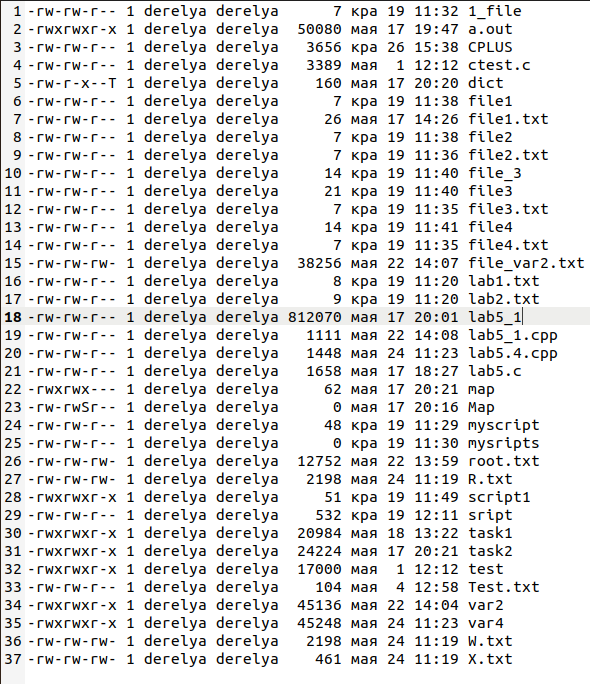 1 -rw-rw-r-- 1 derelya derelya 7 кра 19 11:32 1_file
2 -rwxrwxr-x 1 derelya derelya 50080 мая 17 19:47 a.out
3 -rw-rw-r-- 1 derelya derelya 3656 кра 26 15:38 CPLUS
4 -rw-rw-r-- 1 derelya derelya 3389 мая 1 12:12 ctest.c
5 -rw-r-x--T 1 derelya derelya 160 мая 17 20:20 dict
6 -rw-rw-r-- 1 derelya derelya 7 кра 19 11:38 file1
7 -rw-rw-r-- 1 derelya derelya 26 мая 17 14:26 file1.txt
8 -rw-rw-r-- 1 derelya derelya 7 кра 19 11:38 file2
9 -rw-rw-r-- 1 derelya derelya 7 кра 19 11:36 file2.txt
10 -rw-rw-r-- 1 derelya derelya 14 кра 19 11:40 file_3
11 -rw-rw-r-- 1 derelya derelya 21 кра 19 11:40 file3
12 -rw-rw-r-- 1 derelya derelya 7 кра 19 11:35 file3.txt
13 -rw-rw-r-- 1 derelya derelya 14 кра 19 11:41 file4
14 -rw-rw-r-- 1 derelya derelya 7 кра 19 11:35 file4.txt
15 -rw-rw-rw- 1 derelya derelya 38256 мая 22 14:07 file_var2.txt
16 -rw-rw-r-- 1 derelya derelya 8 кра 19 11:20 lab1.txt
17 -rw-rw-r-- 1 derelya derelya 9 кра 19 11:20 lab2.txt
18 -rw-rw-r-- 1 derelya derelya 812070 мая 17 20:01 lab5_1
19 -rw-rw-r-- 1 derelya derelya 1111 мая 22 14:08 lab5_1.cpp
20 -rw-rw-r-- 1 derelya derelya 1448 мая 24 11:23 lab5.4.cpp
21 -rw-rw-r-- 1 derelya derelya 1658 мая 17 18:27 lab5.c
22 -rwxrwx--- 1 derelya derelya 62 мая 17 20:21 map
23 -rw-rwSr-- 1 derelya derelya 0 мая 17 20:16 Map
24 -rw-rw-r-- 1 derelya derelya 48 кра 19 11:29 myscript
25 -rw-rw-r-- 1 derelya derelya 0 кра 19 11:30 mysripts
26 -rw-rw-rw- 1 derelya derelya 12752 мая 22 13:59 root.txt
27 -rw-rw-rw- 1 derelya derelya 2198 мая 24 11:19 R.txt
28 -rwxrwxr-x 1 derelya derelya 51 кра 19 11:49 script1
29 -rw-rw-r-- 1 derelya derelya 532 кра 19 12:11 sript
30 -rwxrwxr-x 1 derelya derelya 20984 мая 18 13:22 task1
31 -rwxrwxr-x 1 derelya derelya 24224 мая 17 20:21 task2
32 -rwxrwxr-x 1 derelya derelya 17000 мая 1 12:12 test
33 -rw-rw-r-- 1 derelya derelya 104 мая 4 12:58 Test.txt
34 -rwxrwxr-x 1 derelya derelya 45136 мая 22 14:04 var2
35 -rwxrwxr-x 1 derelya derelya 45248 мая 24 11:23 var4
36 -rw-rw-rw- 1 derelya derelya 2198 мая 24 11:19 W.txt
37 -rw-rw-rw- 1 derelya derelya 461 мая 24 11:19 X.txt